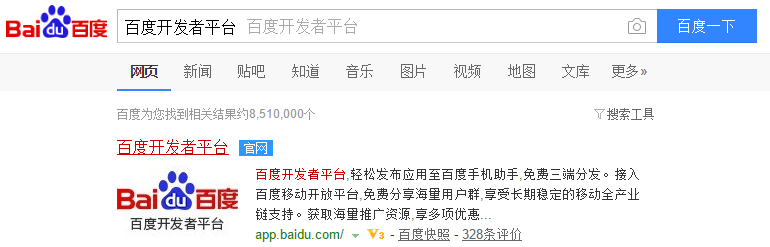 Bai du 百度 百度开发者平台 百度开发者平台 百度一下
网页 新闻 贴吧 知道 音乐 图片 视频 地图 文库 更多»
百度为您找到相关结果约8,510,000个 搜索工具
百度开发者平台 官网
百度开发者平台,轻松发布应用至百度手机助手,免费三端分发。接入
百度移动开放平台,免费分享海量用户群,享受长期稳定的移动全产业
链支持。获取海量推广资源,享多项优惠...
Bai du 百度
百度开发者平台
app.baidu.com/ V3 - 百度快照 - 328条评价